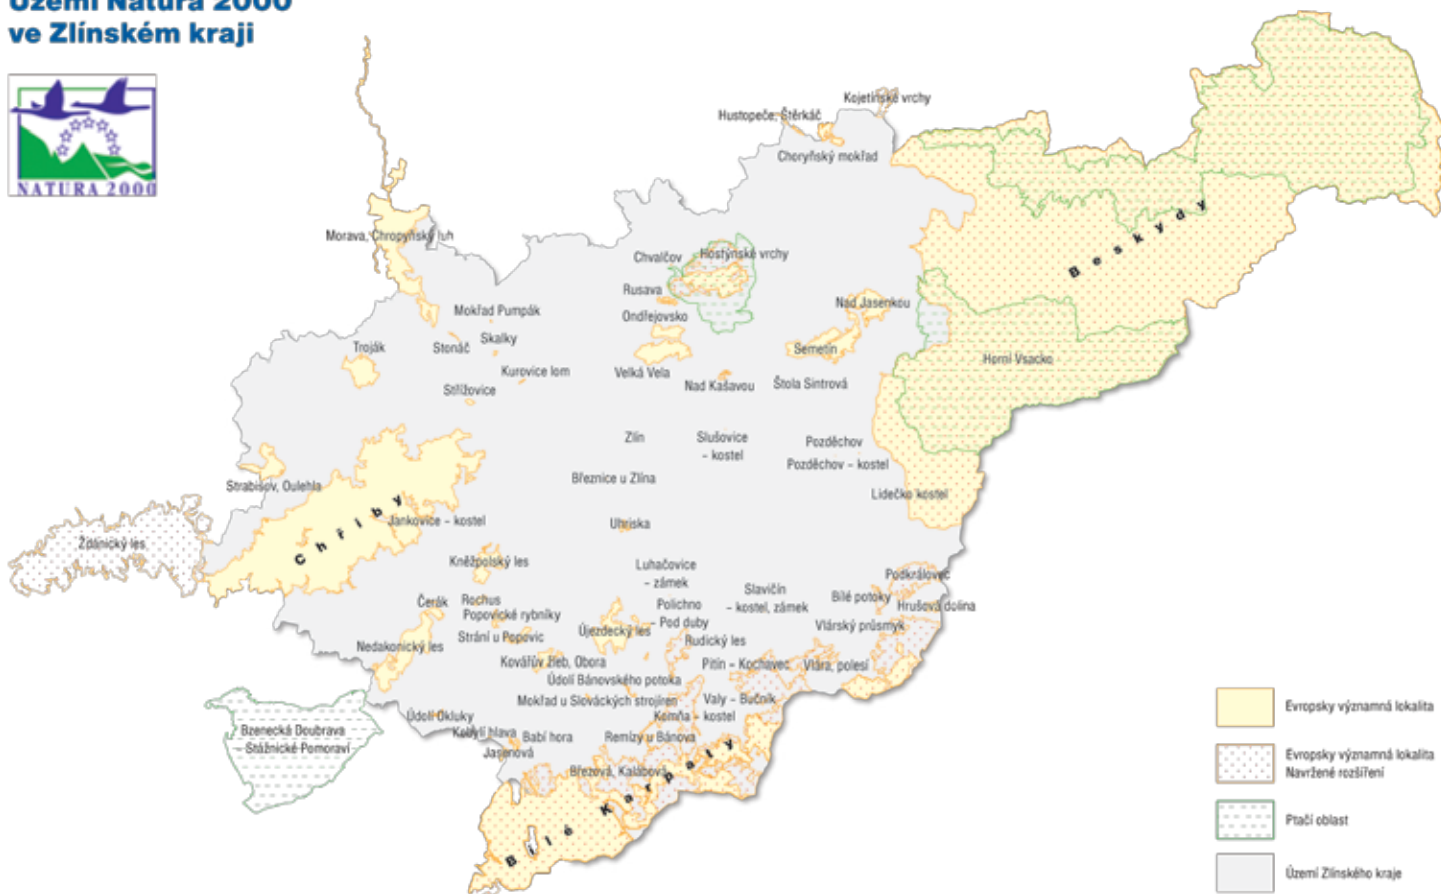 Území Natura 2000
ve Zlínském kraji
NATURA 2000
Kojetínské vrchy
Hustopeče, Štěrkáč
Choryňský mokřad
Morava, Chropyňský luh
Chvalčov
Hostýnské vrchy
Beskydy
Rusava
Nad Jasenkou
Mokřad Pumpák
Ondřejovsko
Skalky
Troják
Stonáč
Semetín
Horní Vsacko
Kurovice lom
Velká Vela
Nad Kašavou
Štola Sintrová
Střížovice
Zlín
Slušovice
– kostel
Pozděchov
Pozděchov – kostel
Březnice u Zlína
Strabišov, Oulehla
Lidečko kostel
Chřiby
Jankovice – kostel
Uhriska
Ždánický les
Kněžpolský les
Luhačovice
– zámek
Podkrálovec
Slavičín
– kostel, zámek
Bílé potoky
Hrušová dolina
Čerák
Rochus
Popovické rybníky
Polichno
– Pod duby
Vlárský průsmyk
Újezdecký les
Strání u Popovic
Rudický les
Nedakonický les
Kovářův žleb, Obora
Pitín – Kochavec
Vlára, polesí
Údolí Bánovského potoka
Mokřad u Slováckých strojíren
Valy – Bučník
Údolí Okluky
Komňa – kostel
Bzenecká Doubrava
– Stážnické Pomoraví
Kobylí hlava
Babí hora
Remízy u Bánova
Jasenová
Březová, Kalábová
Bílé Karpaty
Evropsky významná lokalita
Evropsky významná lokalita
Navržené rozšíření
Ptačí oblast
Území Zlínského kraje